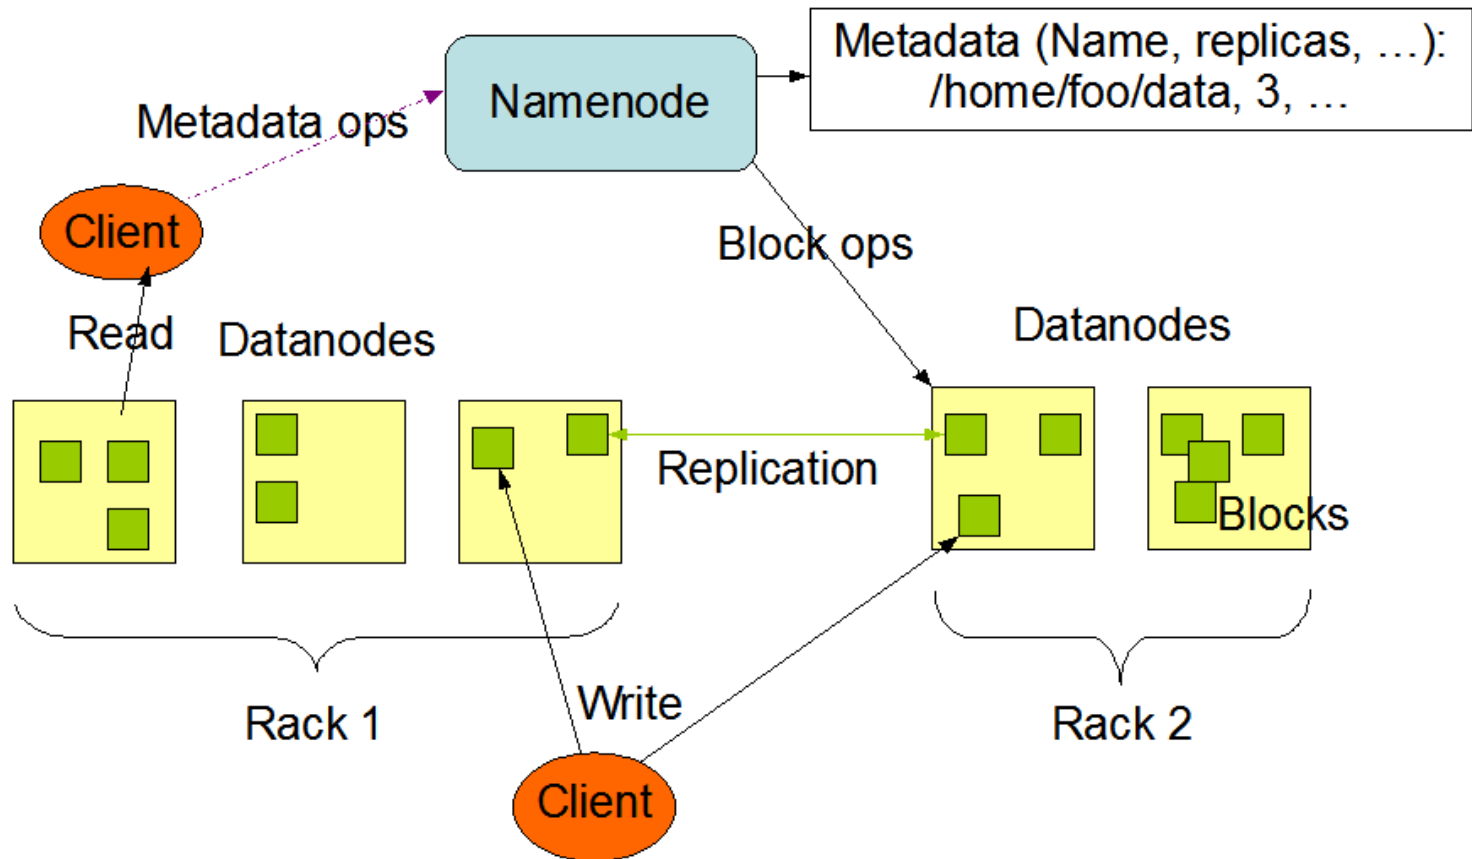 Metadata (Name, replicas, …):
/home/foo/data, 3, …
Namenode
Metadata ops
Client
Block ops
Read
Datanodes
Datanodes
Replication
Blocks
Rack 1
Write
Rack 2
Client